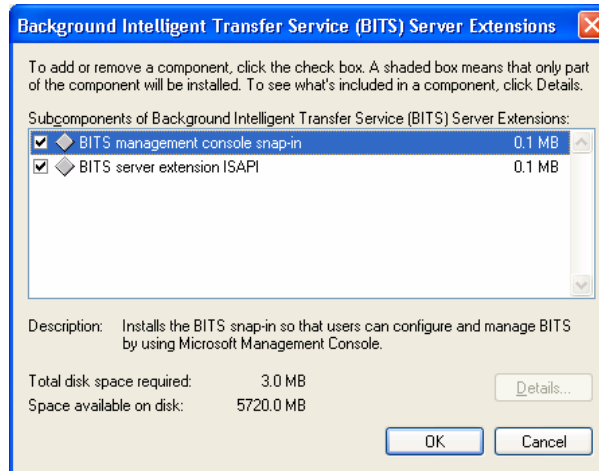 Background Intelligent Transfer Service (BITS) Server Extensions
To add or remove a component, click the check box. A shaded box means that only part
of the component will be installed. To see what's included in a component, click Details.
Subcomponents of Background Intelligent Transfer Service (BITS) Server Extensions:
BITS management console snap-in 0.1 MB
BITS server extension ISAPI 0.1 MB
Description: Installs the BITS snap-in so that users can configure and manage BITS
by using Microsoft Management Console.
Total disk space required: 3.0 MB
Space available on disk: 5720.0 MB
Details...
OK Cancel